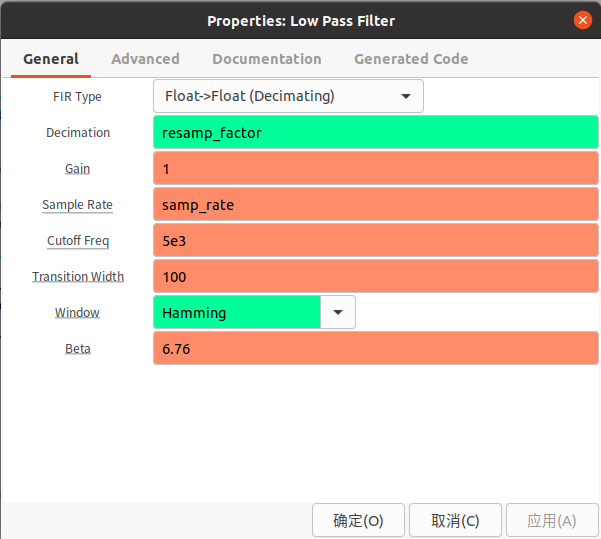 Properties: Low Pass Filter
General Advanced Documentation Generated Code
FIR Type Float->Float (Decimating)
Decimation resamp_factor
Gain 1
Sample Rate samp_rate
Cutoff Freq 5e3
Transition Width 100
Window Hamming
Beta 6.76
确定(O) 取消(C) 应用(A)